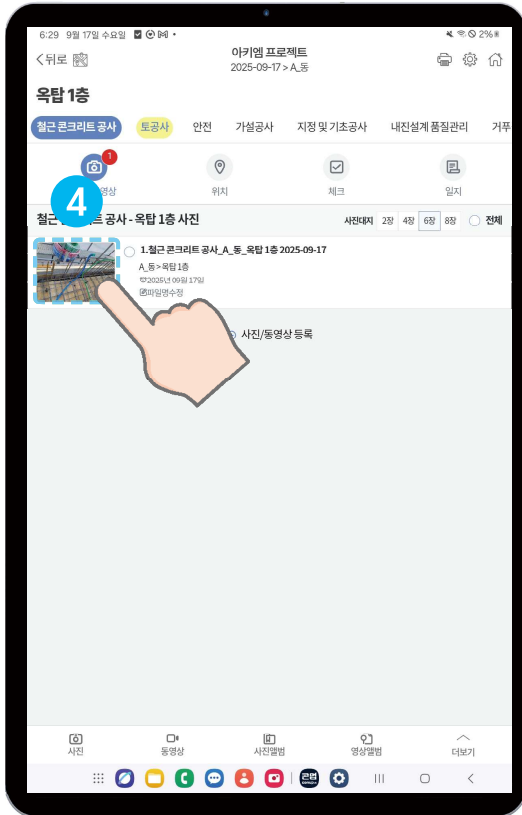 6:29 9월 17일 수요일
2%
뒤로
아키엠 프로젝트
2025-09-17 > A_동
옥탑 1층
철근 콘크리트 공사 토공사 안전 가설공사 지정 및 기초공사 내진설계 품질관리 거푸
1
영상 위치 체크 일지
4
철근 리트 공사 - 옥탑 1층 사진 사진대지 2장 4장 6장 8장 전체
1.철근 콘크리트 공사_A_동_옥탑 1층 2025-09-17
A_동 > 옥탑 1층
2025년 09월 17일
파일명수정
사진/동영상 등록
사진 동영상 사진앨범 영상앨범 더보기